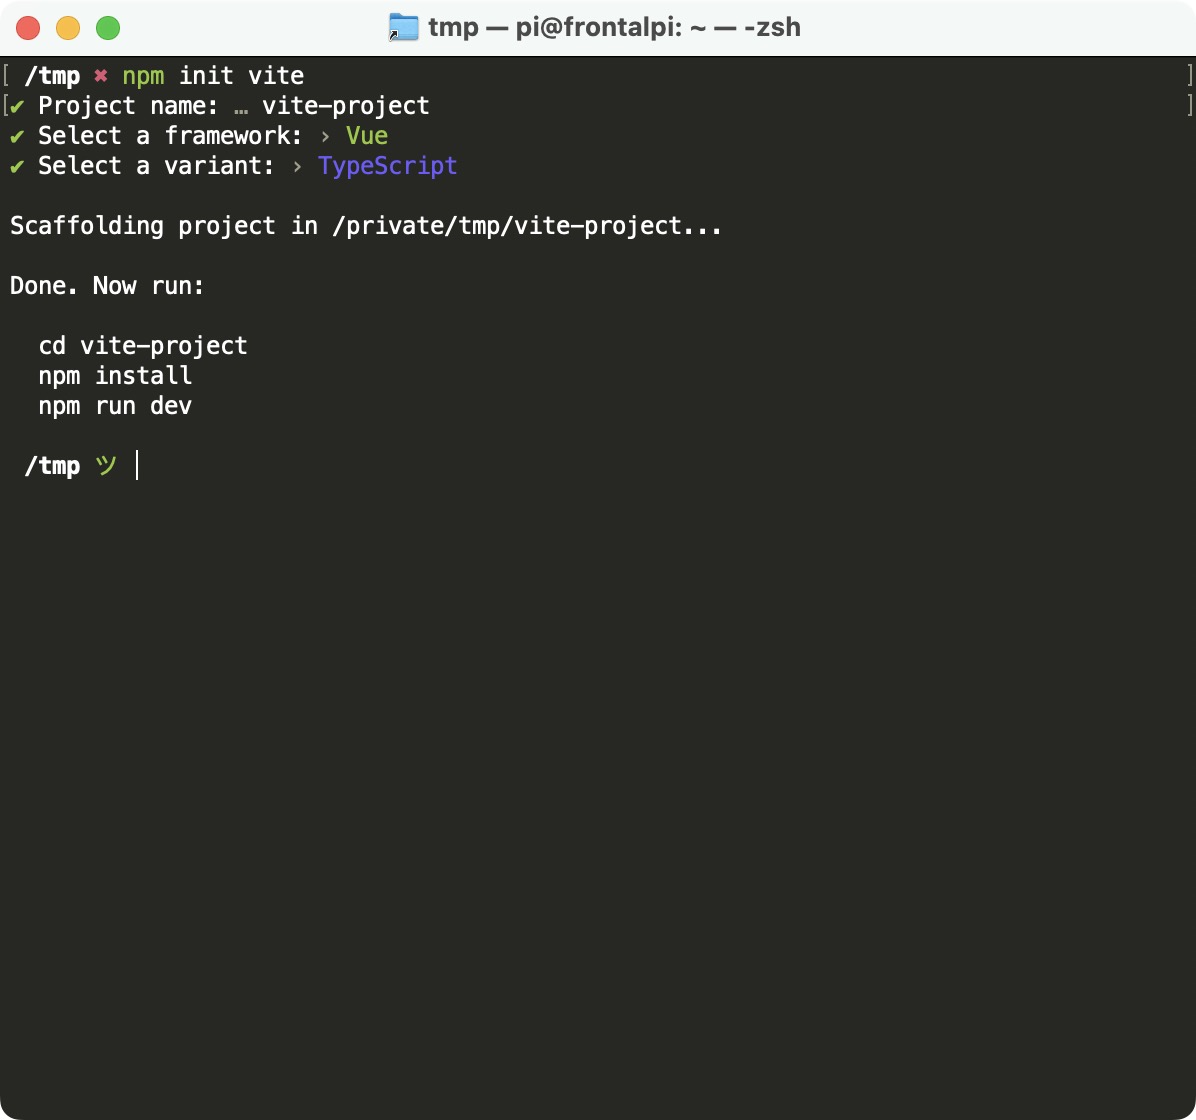 tmp — pi@frontalpi: ~ — -zsh
[ /tmp ✖ npm init vite ]
[✔ Project name: … vite-project ]
✔ Select a framework: › Vue
✔ Select a variant: › TypeScript
Scaffolding project in /private/tmp/vite-project...
Done. Now run:
cd vite-project
npm install
npm run dev
/tmp ツ